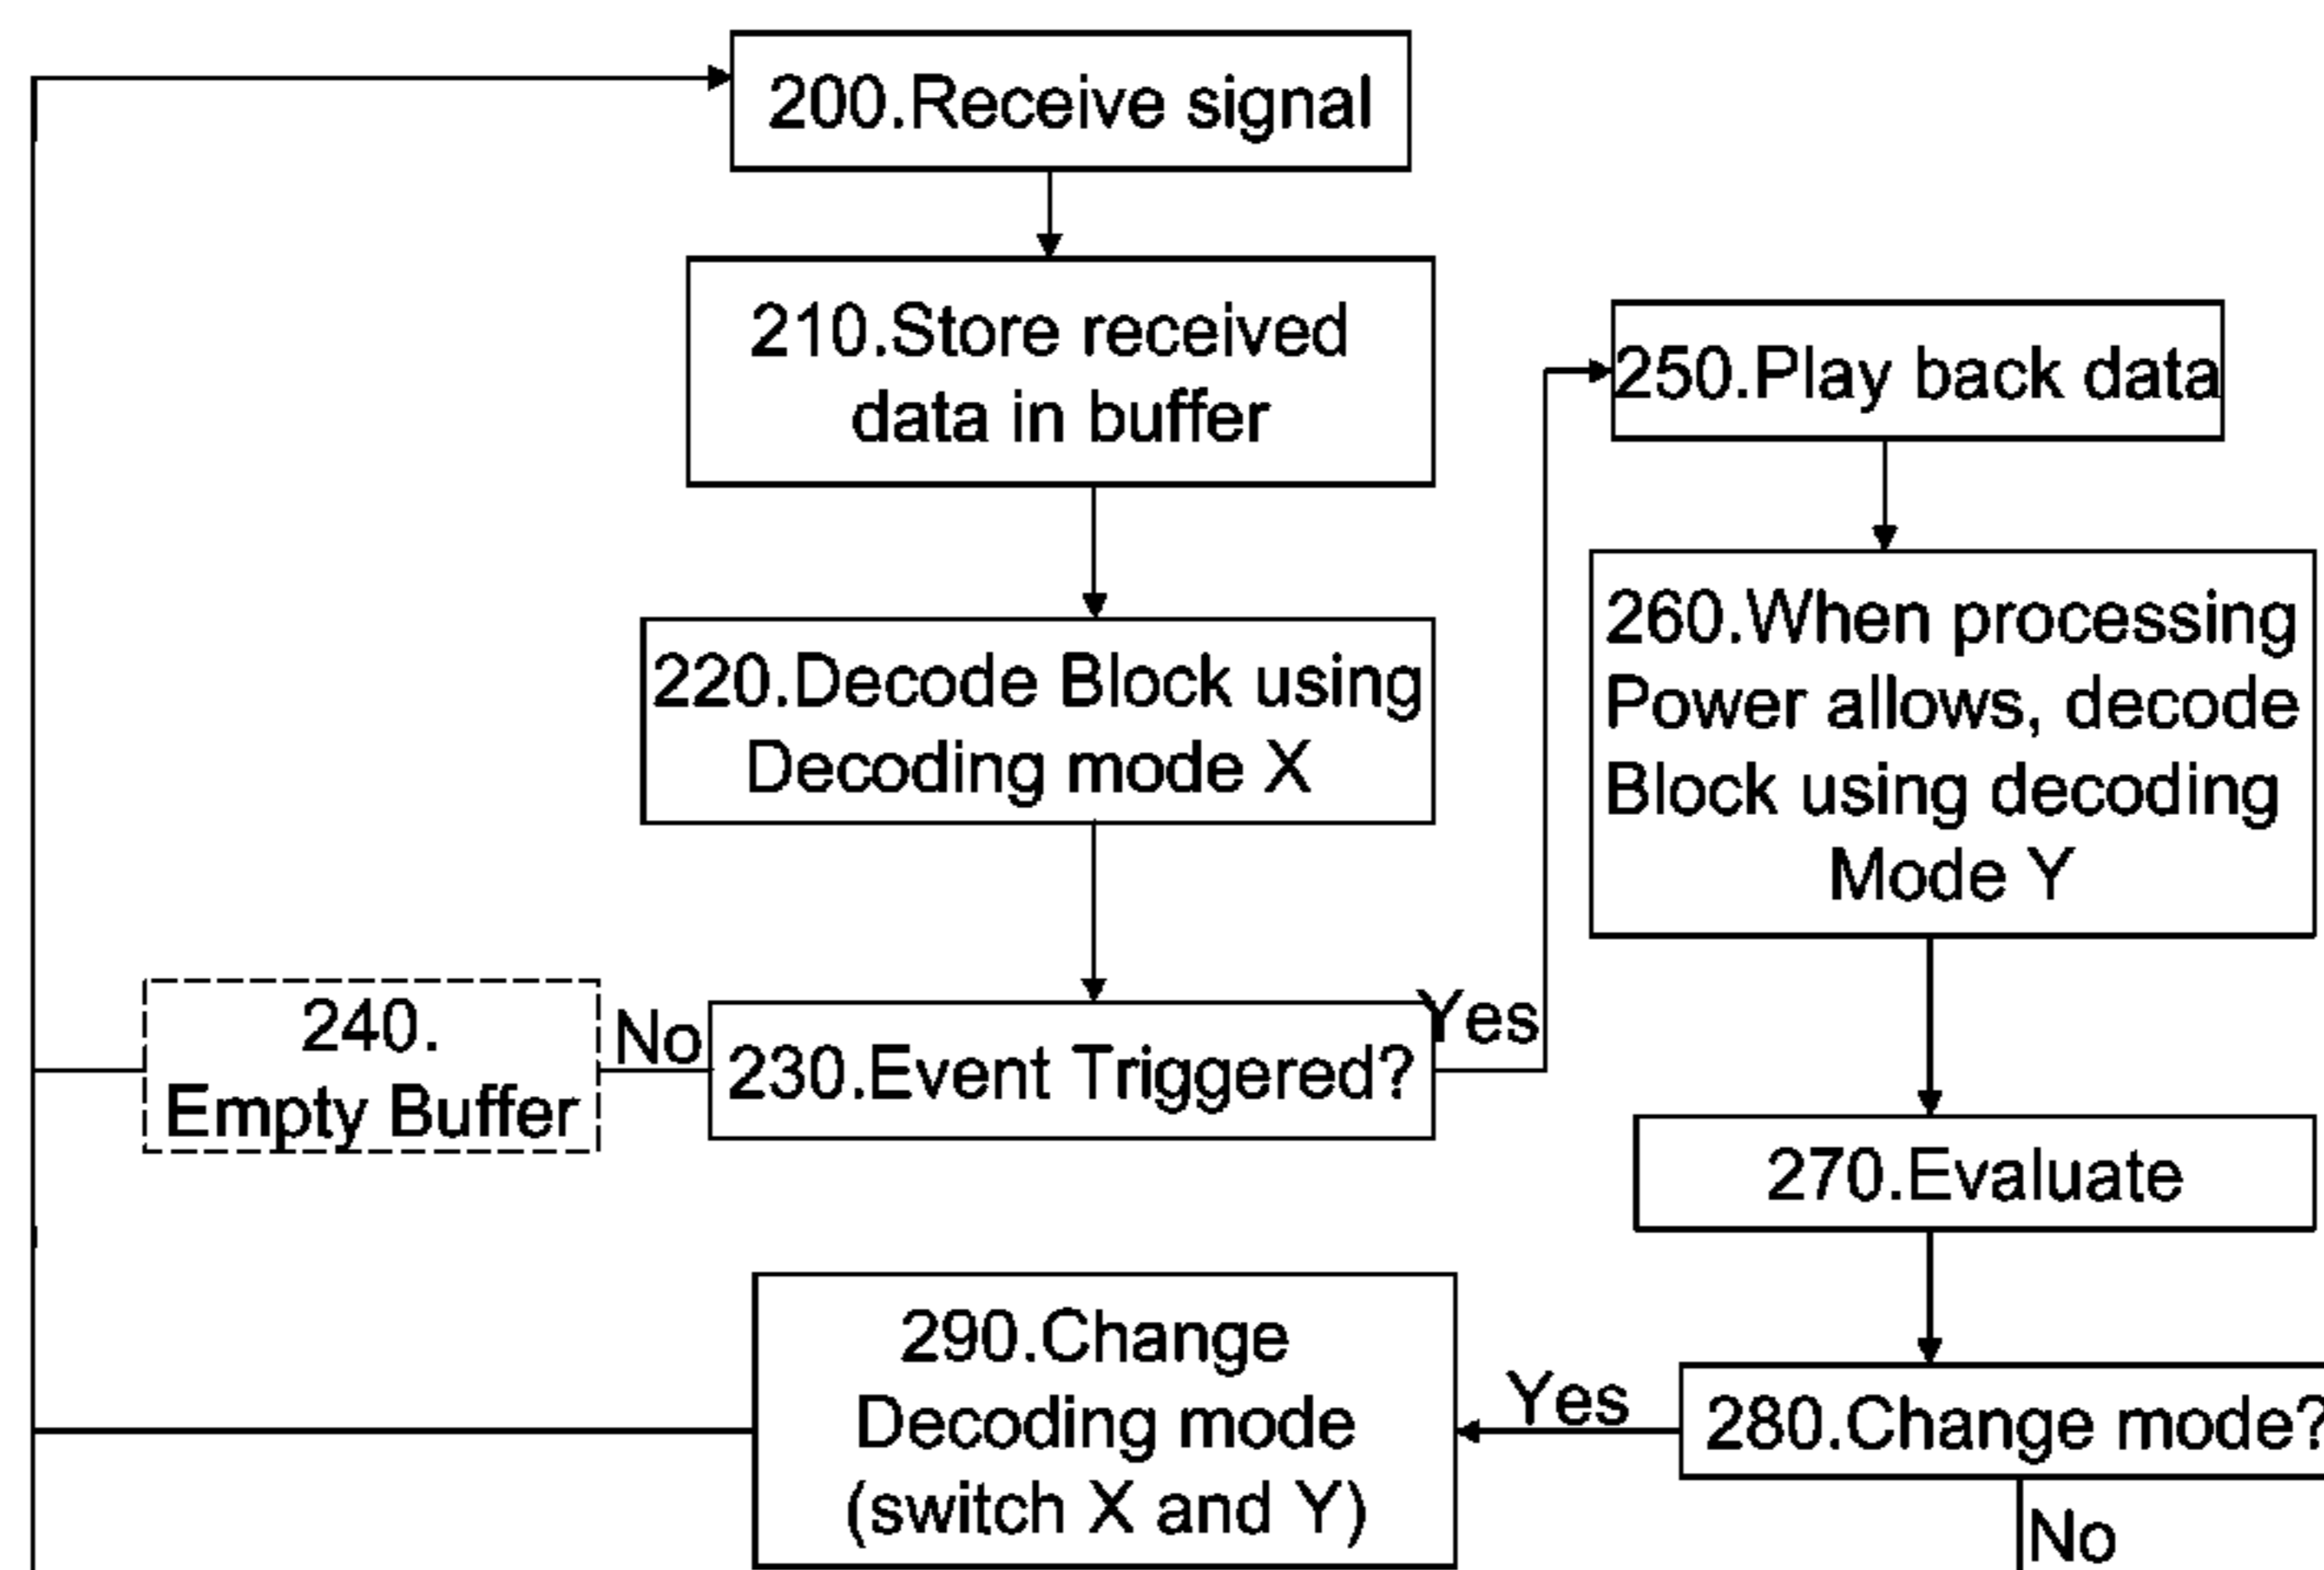 200.Receive signal
210.Store received
data in buffer
220.Decode Block using
Decoding mode X
230.Event Triggered?
No
240.
Empty Buffer
Yes
250.Play back data
260.When processing
Power allows, decode
Block using decoding
Mode Y
270.Evaluate
280.Change mode?
Yes
290.Change
Decoding mode
(switch X and Y)
No